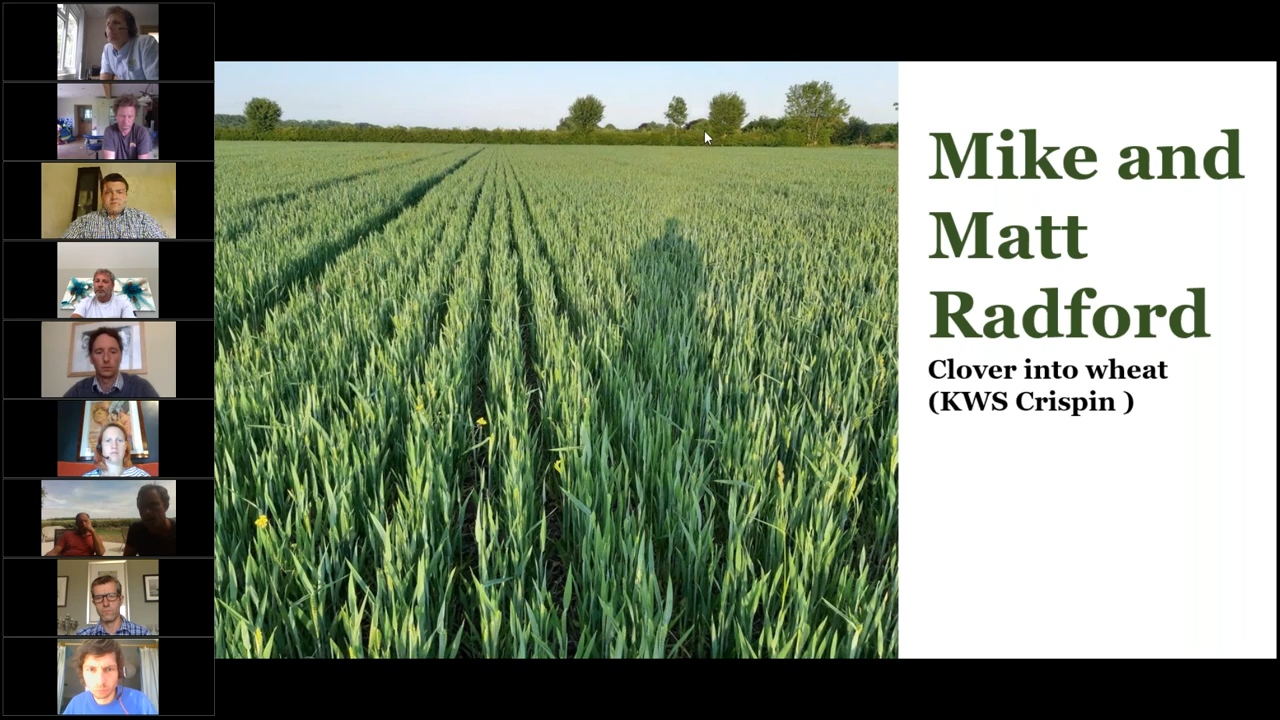 Mike and
Matt
Radford
Clover into wheat
(KWS Crispin )